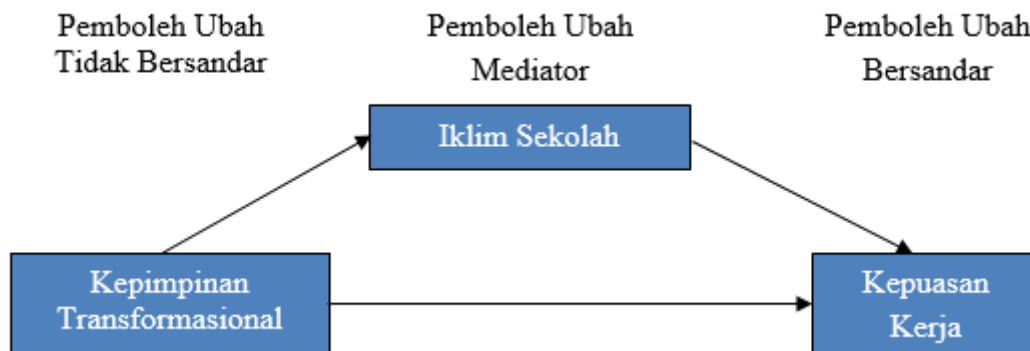 Pemboleh Ubah
Tidak Bersandar
Pemboleh Ubah
Mediator
Pemboleh Ubah
Bersandar
Iklim Sekolah
Kepimpinan
Transformasional
Kepuasan
Kerja